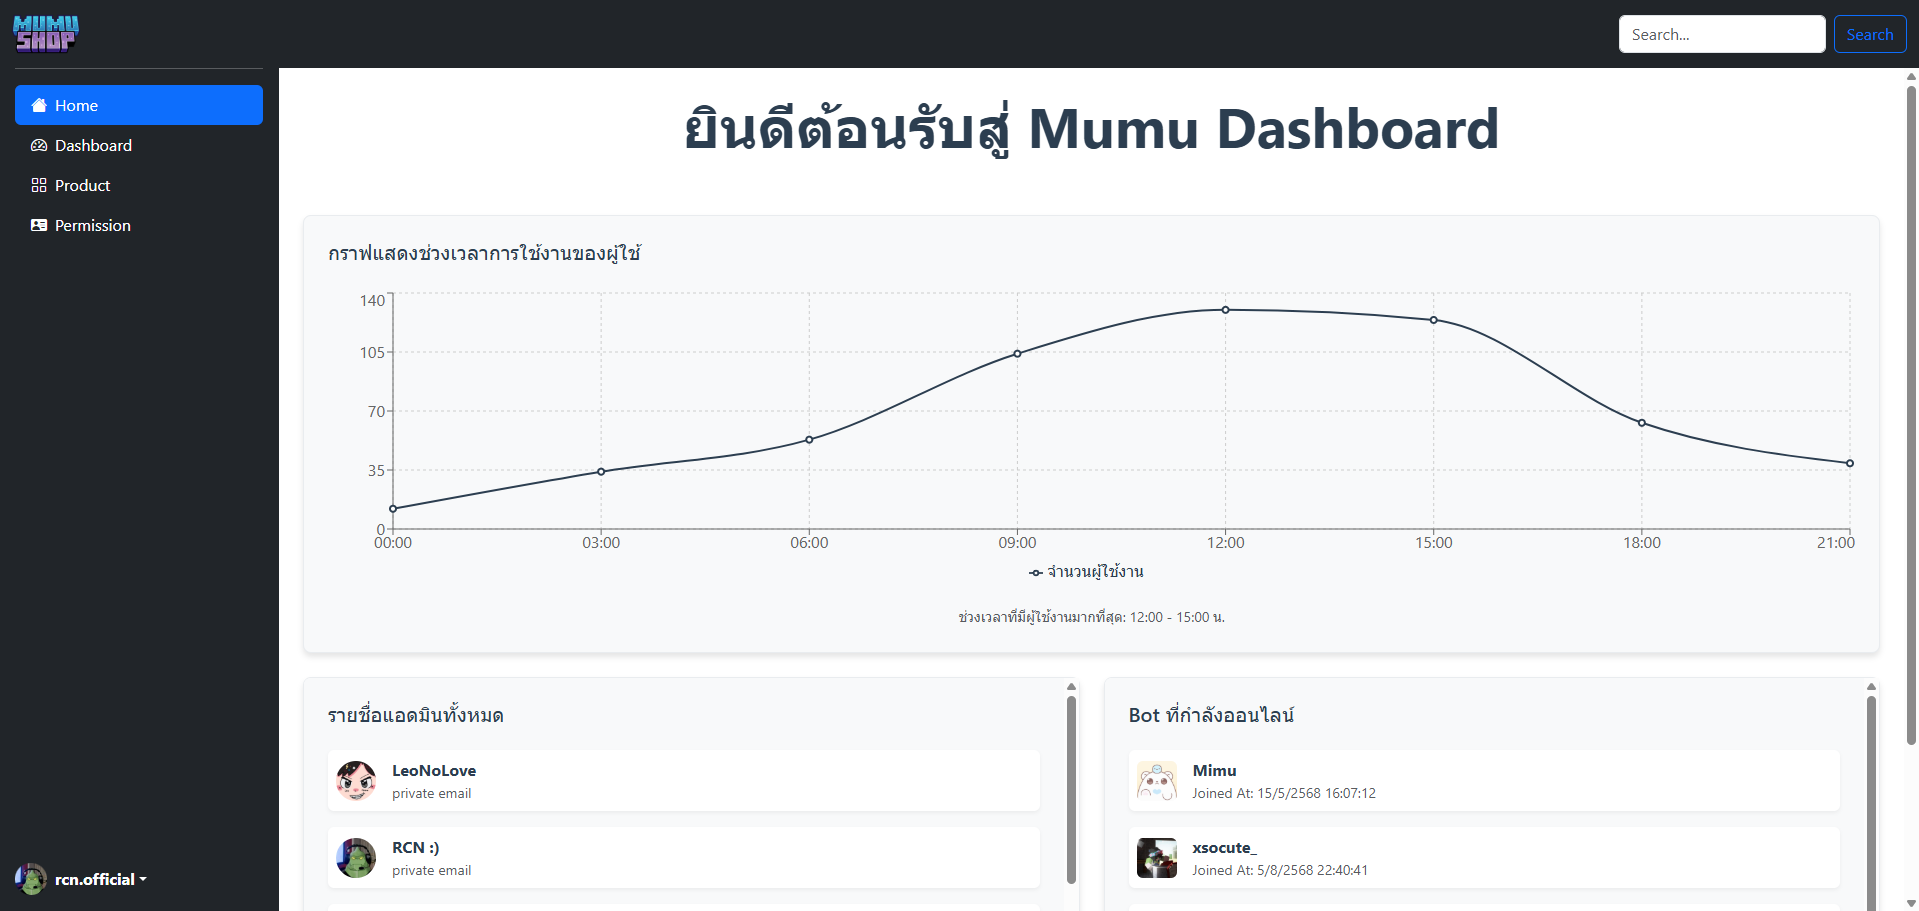 MUMU
SHOP
Search...
Search
Home
Dashboard
Product
Permission
ยินดีต้อนรับสู่ Mumu Dashboard
กราฟแสดงช่วงเวลาการใช้งานของผู้ใช้
140
105
70
35
0
00:00 03:00 06:00 09:00 12:00 15:00 18:00 21:00
จำนวนผู้ใช้งาน
ช่วงเวลาที่มีผู้ใช้งานมากที่สุด: 12:00 - 15:00 น.
รายชื่อแอดมินทั้งหมด
LeoNoLove
private email
RCN :)
private email
Bot ที่กำลังออนไลน์
Mimu
Joined At: 15/5/2568 16:07:12
xsocute_
Joined At: 5/8/2568 22:40:41
rcn.official